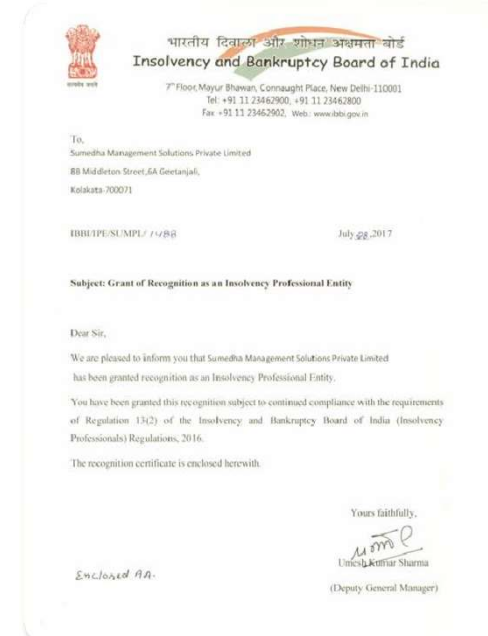 भारतीय दिवाला और शोधन अक्षमता बोर्ड
Insolvency and Bankruptcy Board of India
7th Floor, Mayur Bhawan, Connaught Place, New Delhi-110001
Tel: +91 11 23462900, +91 11 23462800
Fax +91 11 23462902, Web: www.ibbi.gov.in
सत्यमेव जयते
To,
Sumedha Management Solutions Private Limited
8B Middleton Street,6A Geetanjali,
Kolakata-700071
IBBI/IPE/SUMPL/ 1488 July 08,2017
Subject: Grant of Recognition as an Insolvency Professional Entity
Dear Sir,
We are pleased to inform you that Sumedha Management Solutions Private Limited
has been granted recognition as an Insolvency Professional Entity.
You have been granted this recognition subject to continued compliance with the requirements
of Regulation 13(2) of the Insolvency and Bankruptcy Board of India (Insolvency
Professionals) Regulations, 2016.
The recognition certificate is enclosed herewith.
Yours faithfully,
Umesh Kumar Sharma
(Deputy General Manager)
Enclosed AA.